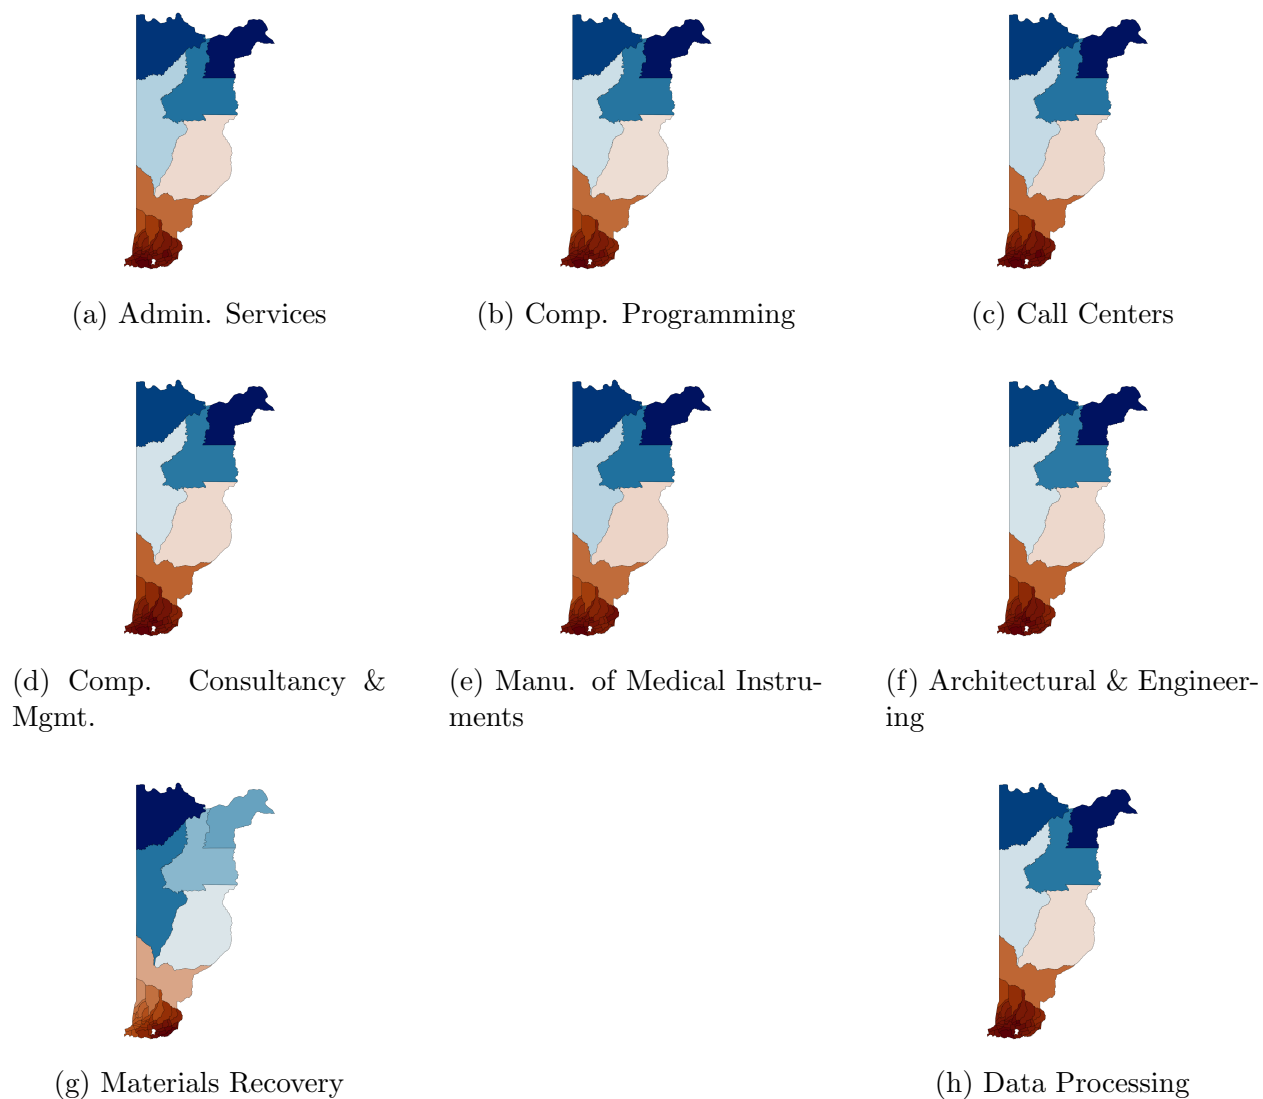 (a) Admin. Services
(b) Comp. Programming
(c) Call Centers
(d) Comp. Consultancy &
Mgmt.
(e) Manu. of Medical Instru-
ments
(f) Architectural & Engineer-
ing
(g) Materials Recovery
(h) Data Processing